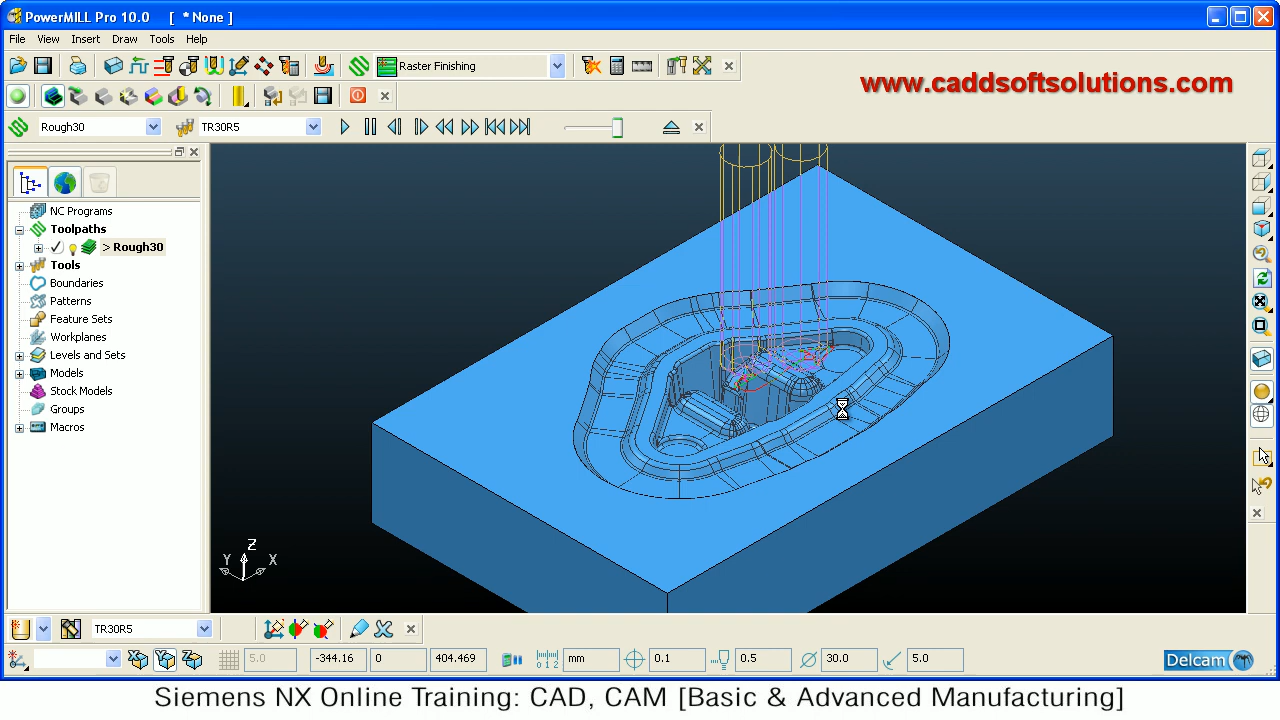 PowerMILL Pro 10.0 [ * None ]
File View Insert Draw Tools Help
Raster Finishing
www.caddsoftsolutions.com
Rough30 TR30R5
NC Programs
Toolpaths
> Rough30
Tools
Boundaries
Patterns
Feature Sets
Workplanes
Levels and Sets
Models
Stock Models
Groups
Macros
Z
Y X
TR30R5
5.0 -344.16 0 404.469 mm 0.1 0.5 30.0 5.0
Delcam
Siemens NX Online Training: CAD, CAM [Basic & Advanced Manufacturing]